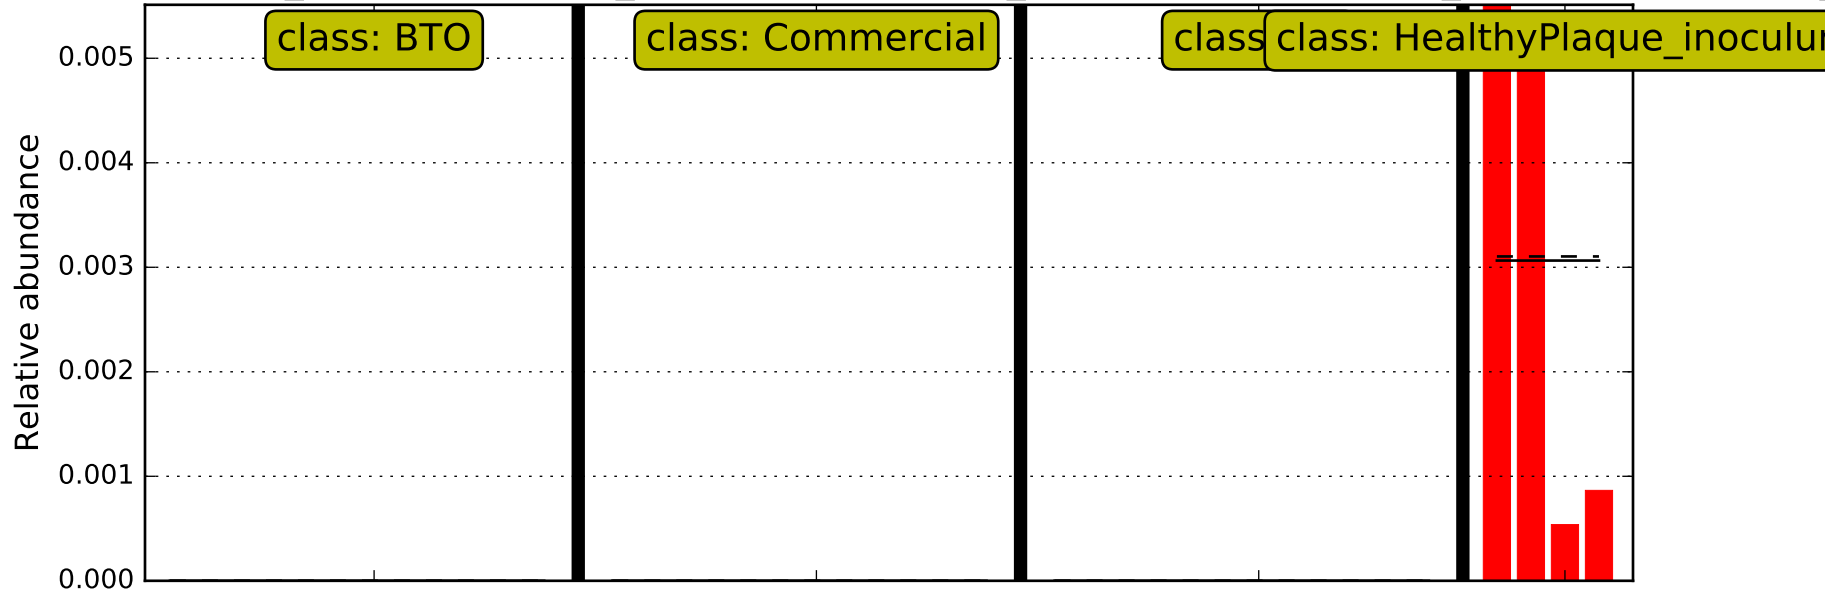 class: BTO
class: Commercial
class
class: HealthyPlaque_inocul
Relative abundance
0.005
0.004
0.003
0.002
0.001
0.000